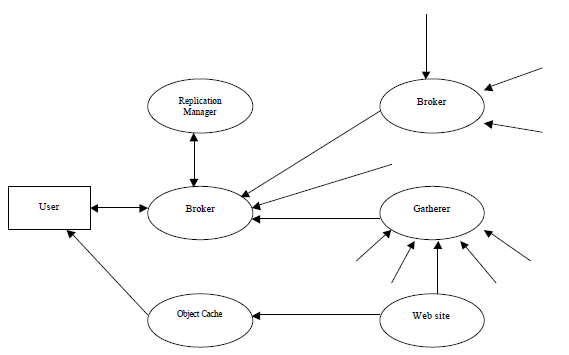 Replication
Manager
Broker
User
Broker
Gatherer
Object Cache
Web site